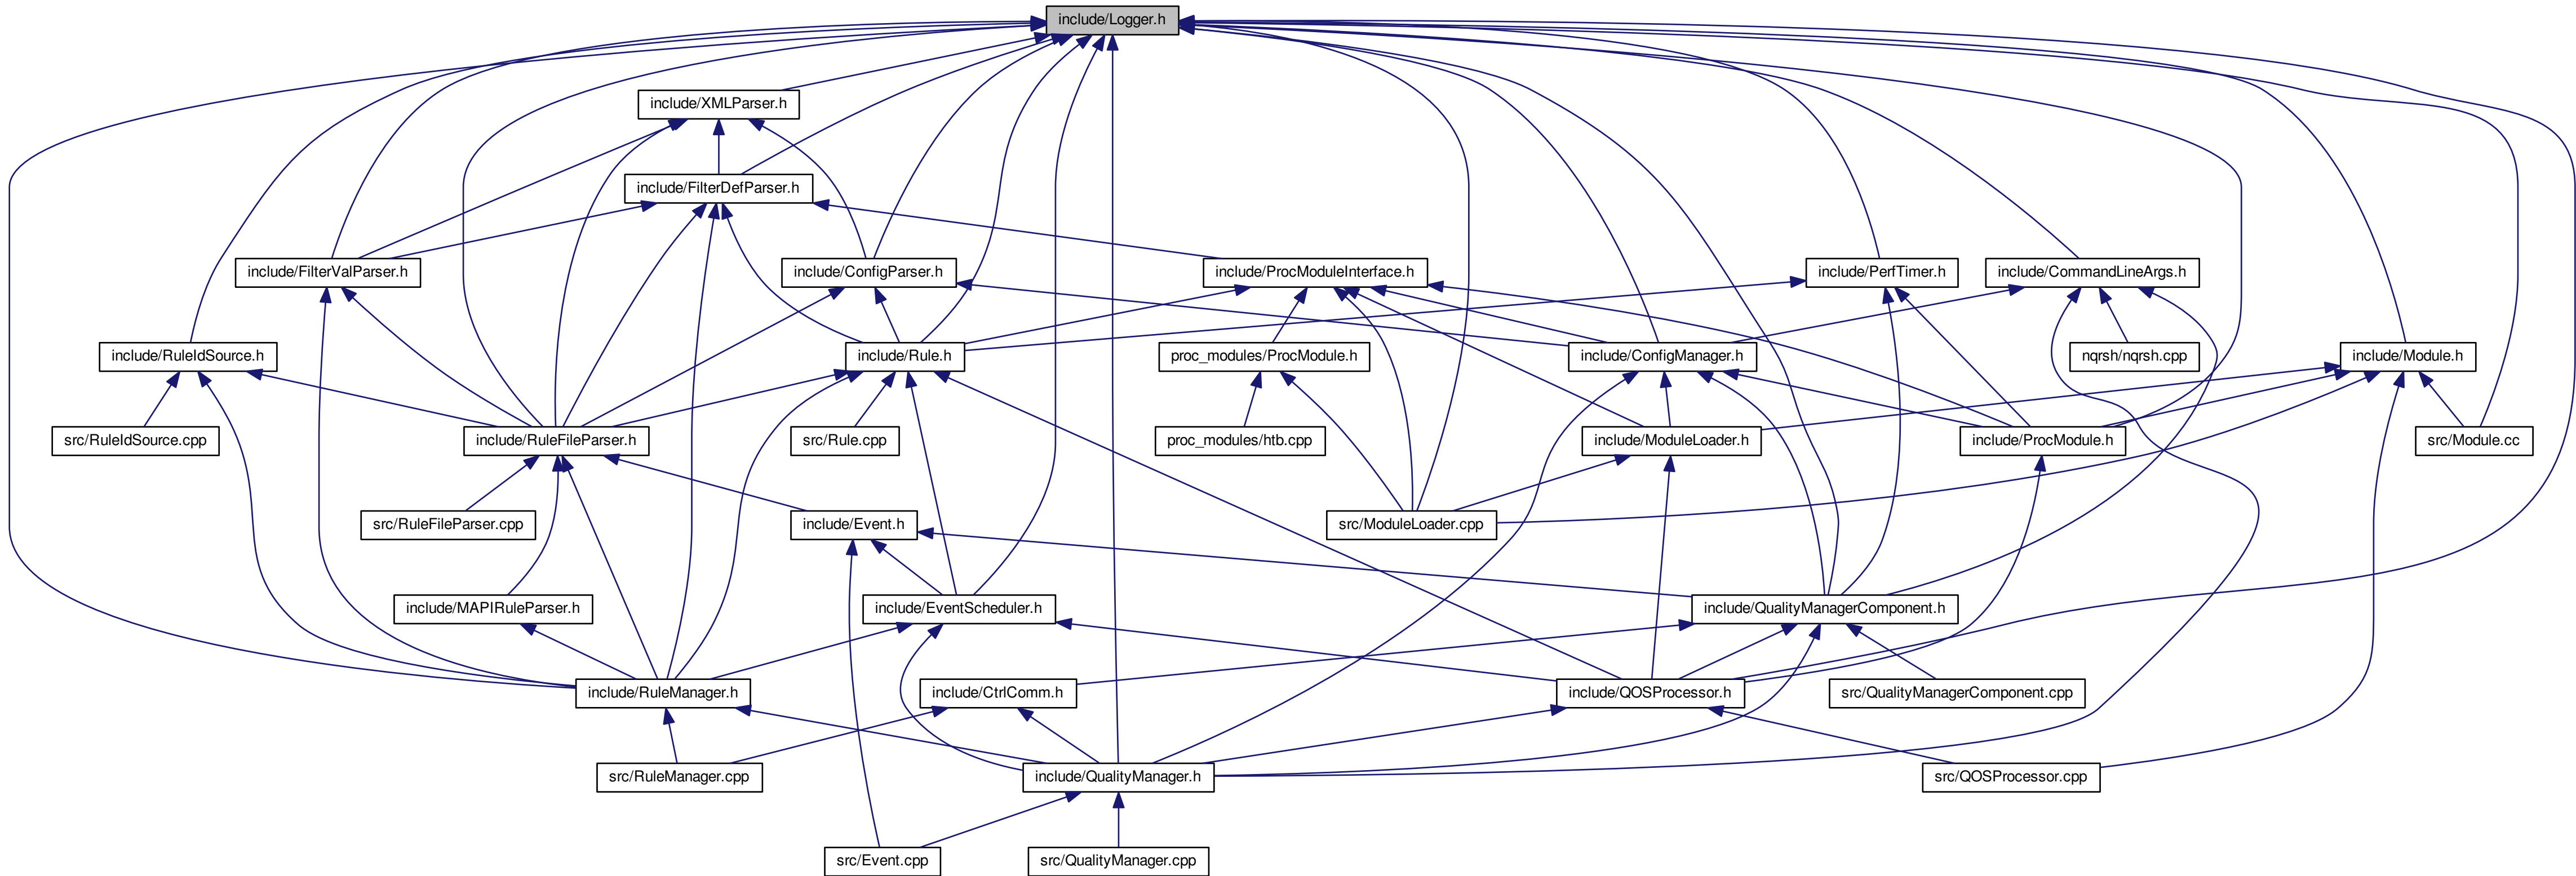 include/Logger.h
include/XMLParser.h
include/FilterDefParser.h
include/FilterValParser.h
include/ConfigParser.h
include/ProcModuleInterface.h
include/PerfTimer.h
include/CommandLineArgs.h
include/RuleIdSource.h
include/Rule.h
proc_modules/ProcModule.h
include/ConfigManager.h
nqrsh/nqrsh.cpp
include/Module.h
src/RuleIdSource.cpp
include/RuleFileParser.h
src/Rule.cpp
proc_modules/htb.cpp
include/ModuleLoader.h
include/ProcModule.h
src/Module.cc
src/RuleFileParser.cpp
include/Event.h
src/ModuleLoader.cpp
include/MAPIRuleParser.h
include/EventScheduler.h
include/QualityManagerComponent.h
include/RuleManager.h
include/CtrlComm.h
include/QOSProcessor.h
src/QualityManagerComponent.cpp
src/RuleManager.cpp
include/QualityManager.h
src/QOSProcessor.cpp
src/Event.cpp
src/QualityManager.cpp